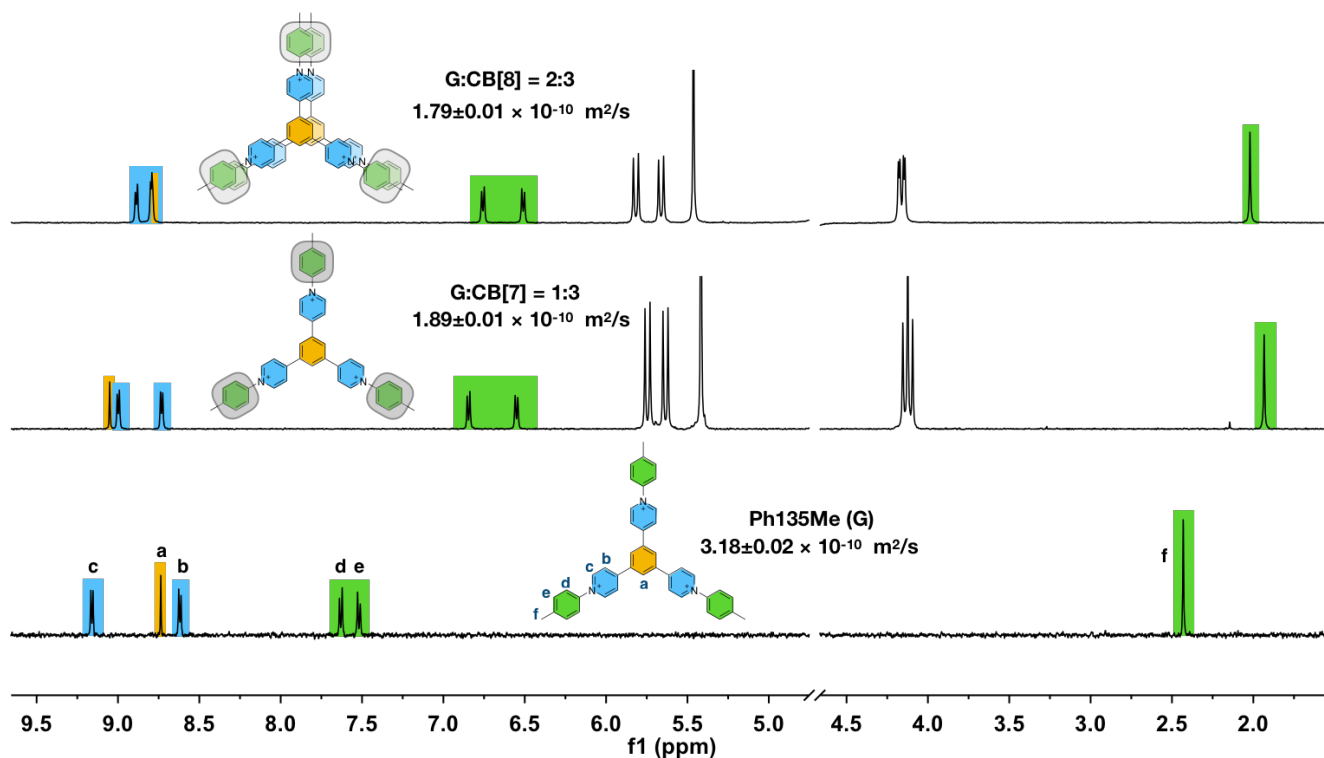 G:CB[8] = 2:3
1.79±0.01 × 10⁻¹⁰ m²/s
N N
+
N N
+
N
+
G:CB[7] = 1:3
1.89±0.01 × 10⁻¹⁰ m²/s
N
+
N
+
N
+
Ph135Me (G)
3.18±0.02 × 10⁻¹⁰ m²/s
N
+
c b
d
e
f
a
N
+
N
+
c
a
b
d
e
f
9.5 9.0 8.5 8.0 7.5 7.0 6.5 6.0 5.5 5.0 4.5 4.0 3.5 3.0 2.5 2.0
f1 (ppm)